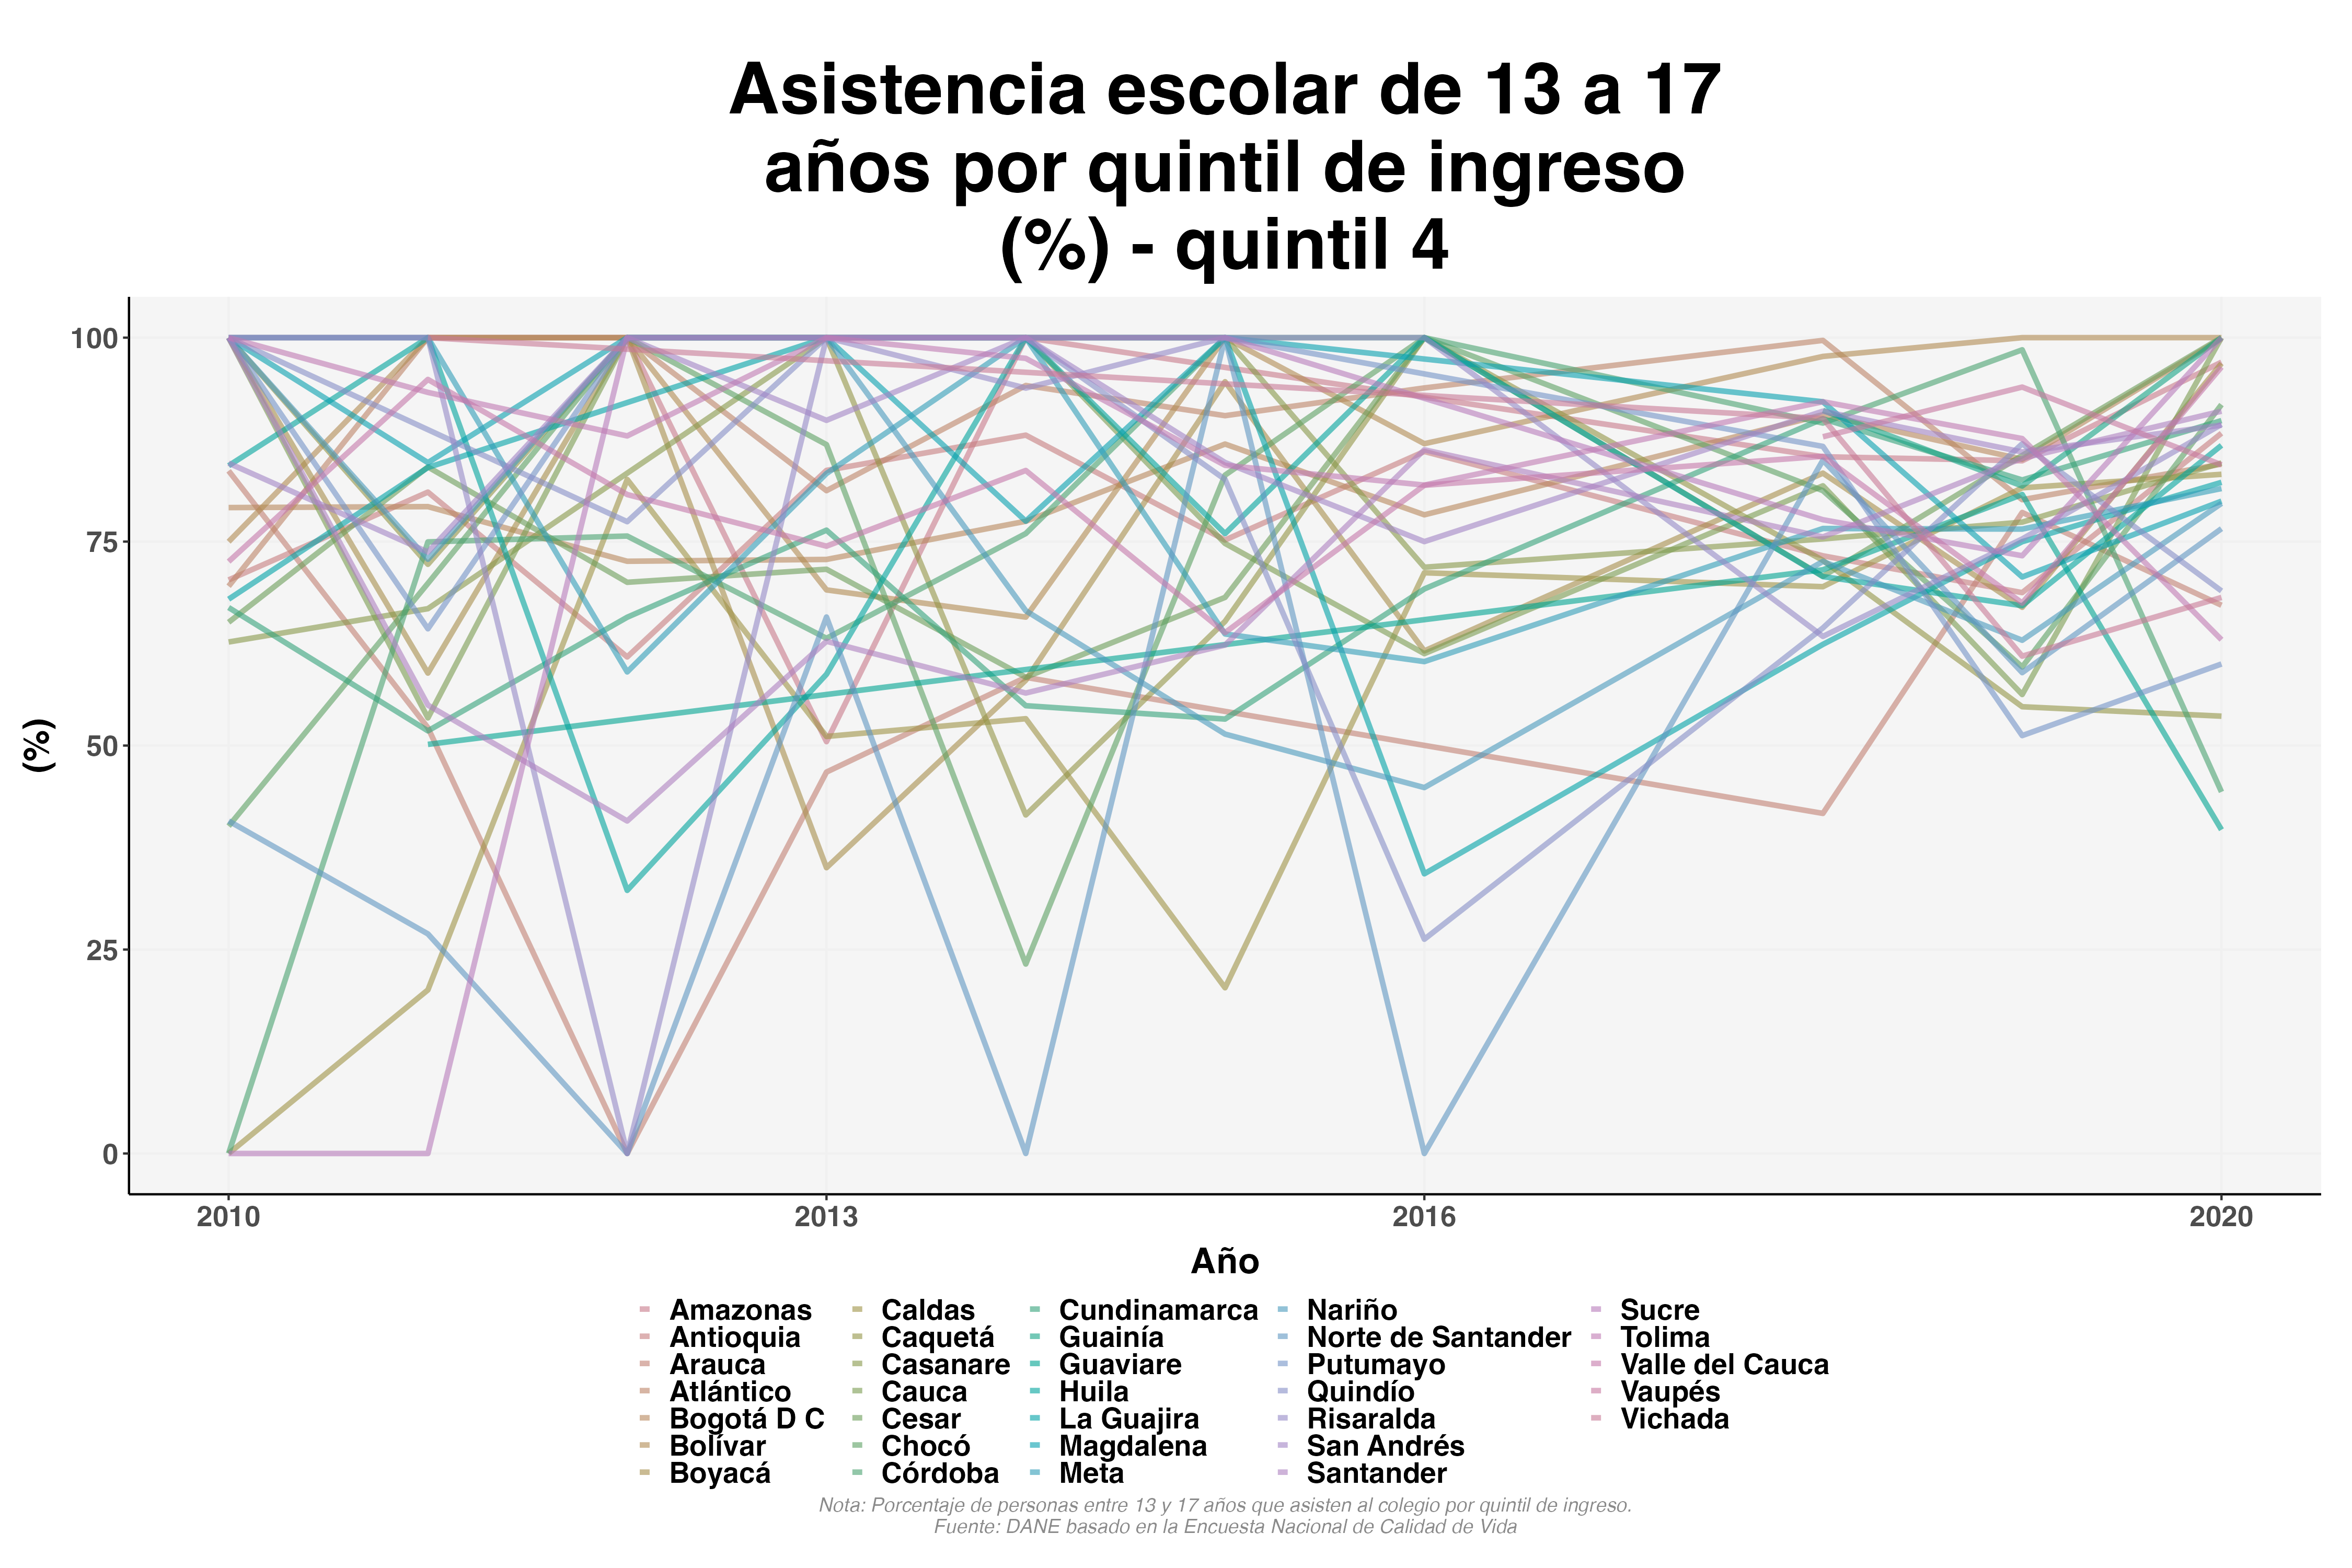 Asistencia escolar de 13 a 17
años por quintil de ingreso
(%) - quintil 4
100
75
50
25
0
(%)
2010 2013 2016 2020
Año
Amazonas Caldas Cundinamarca Nariño Sucre
Antioquia Caquetá Guainía Norte de Santander Tolima
Arauca Casanare Guaviare Putumayo Valle del Cauca
Atlántico Cauca Huila Quindío Vaupés
Bogotá D C Cesar La Guajira Risaralda Vichada
Bolívar Chocó Magdalena San Andrés
Boyacá Córdoba Meta Santander
Nota: Porcentaje de personas entre 13 y 17 años que asisten al colegio por quintil de ingreso.
Fuente: DANE basado en la Encuesta Nacional de Calidad de Vida